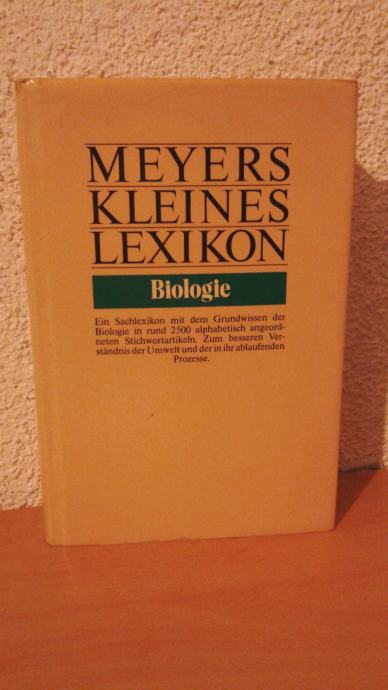 MEYERS
KLEINES
LEXIKON
Biologie
Ein Sachlexikon mit dem Grundwissen der
Biologie in rund 2500 alphabetisch angeord-
neten Stichwortartikeln. Zum besseren Ver-
ständnis der Umwelt und der in ihr ablaufenden
Prozesse.